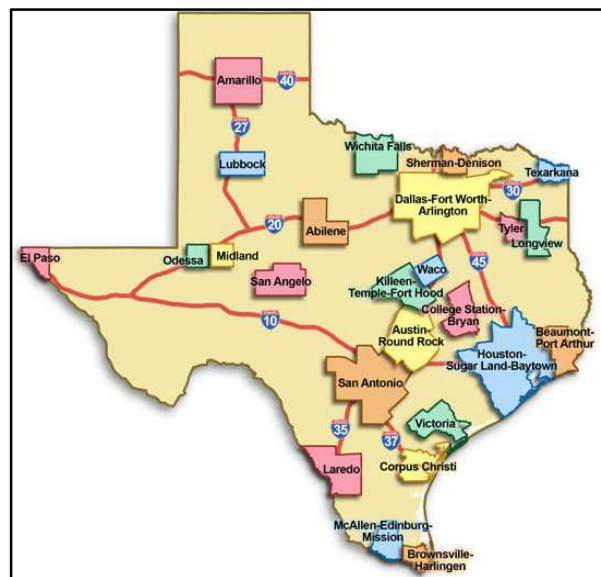 Amarillo
40
27
Lubbock
Wichita Falls
Sherman-Denison
Texarkana
30
Dallas-Fort Worth-
Arlington
20
Abilene
Tyler
Longview
El Paso
Odessa
Midland
San Angelo
Waco
45
Killeen-
Temple-Fort Hood
College Station-
Bryan
10
Austin-
Round Rock
Beaumont-
Port Arthur
Houston-
Sugar Land-Baytown
San Antonio
35
37
Victoria
Laredo
Corpus Christi
McAllen-Edinburg-
Mission
Brownsville-
Harlingen